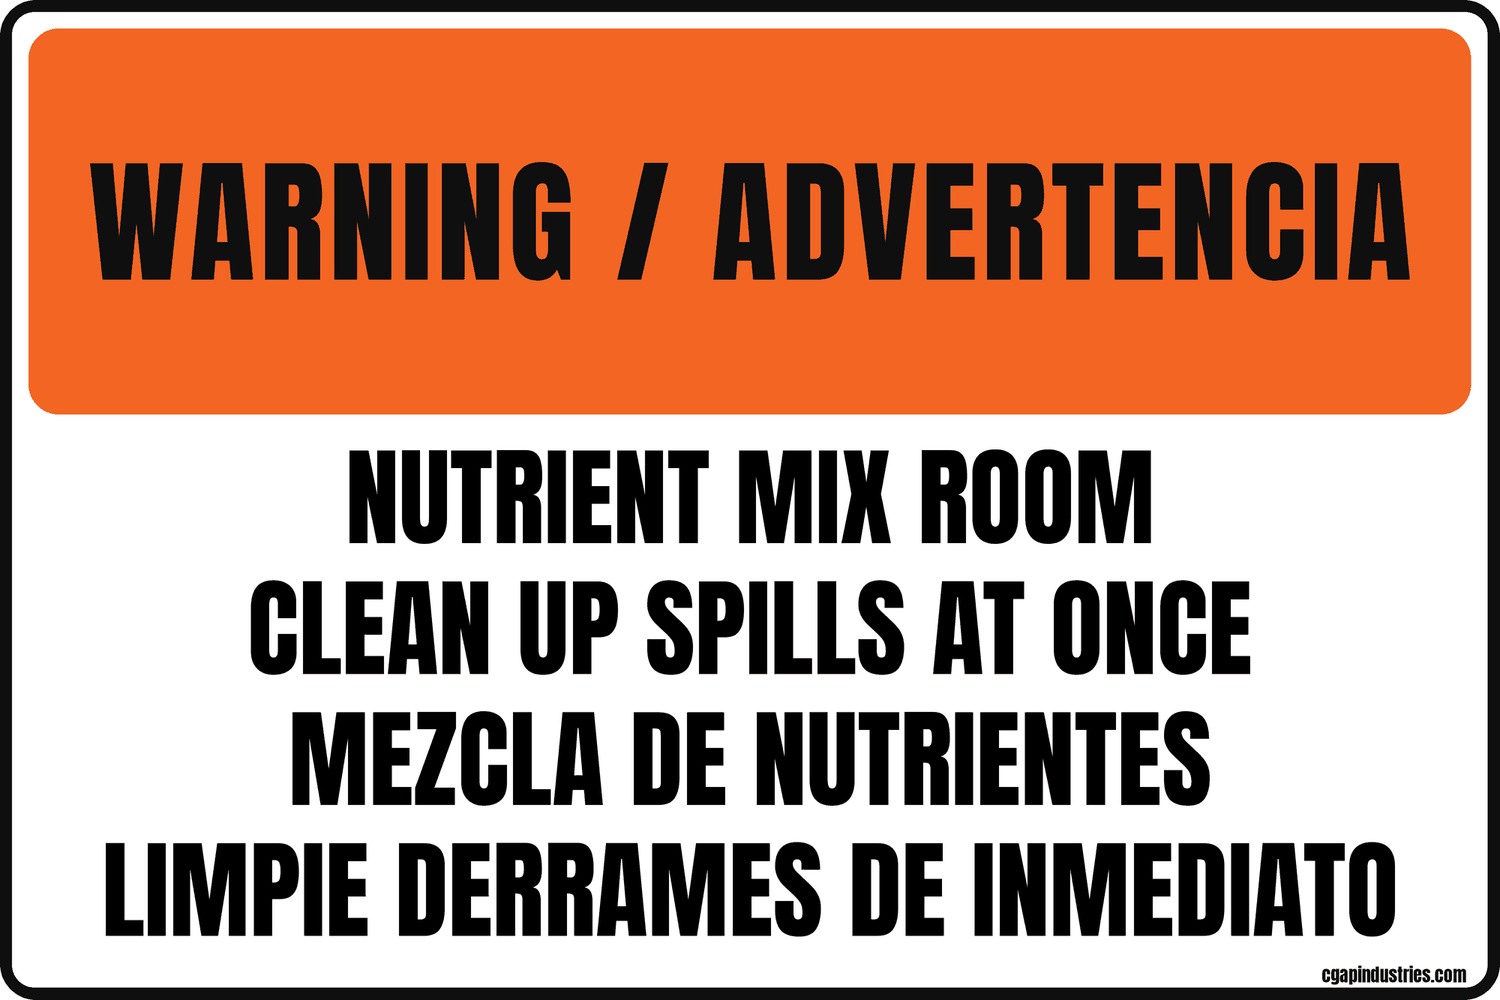 WARNING / ADVERTENCIA
NUTRIENT MIX ROOM
CLEAN UP SPILLS AT ONCE
MEZCLA DE NUTRIENTES
LIMPIE DERRAMES DE INMEDIATO
cgapindustries.com